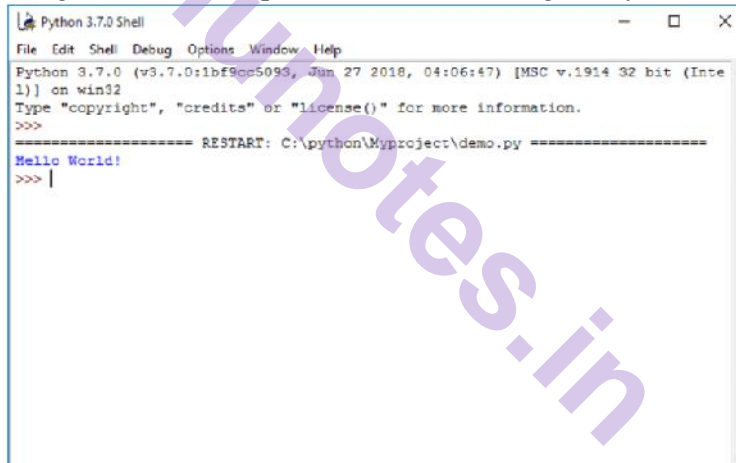 Python 3.7.0 Shell
File Edit Shell Debug Options Window Help
Python 3.7.0 (v3.7.0:1bf9cc5093, Jun 27 2018, 04:06:47) [MSC v.1914 32 bit (Inte
l)] on win32
Type "copyright", "credits" or "license()" for more information.
>>>
==================== RESTART: C:\python\Myproject\demo.py ====================
Hello World!
>>>
unotes.in